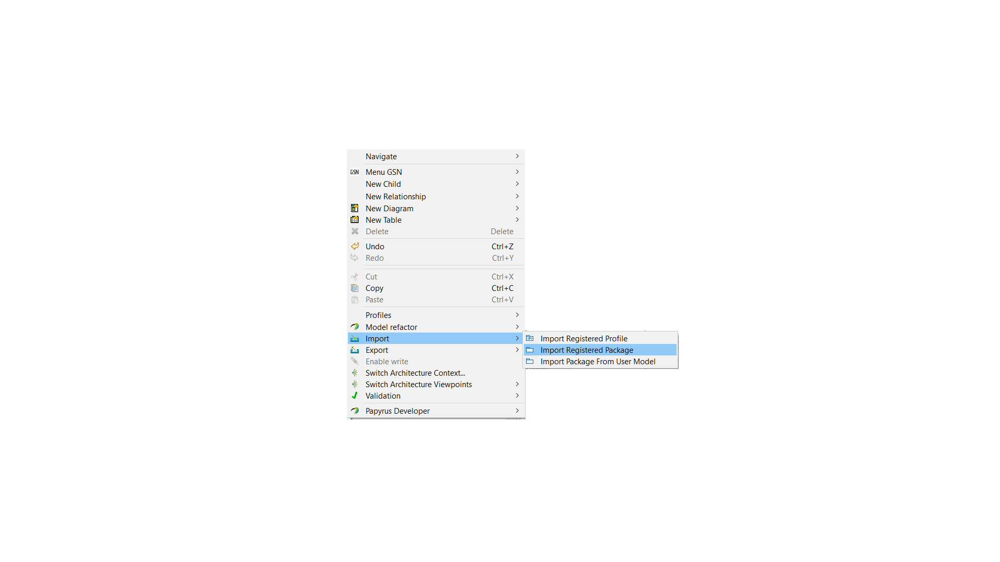 Navigate
GSN Menu GSN
New Child
New Relationship
New Diagram
New Table
Delete Delete
Undo Ctrl+Z
Redo Ctrl+Y
Cut Ctrl+X
Copy Ctrl+C
Paste Ctrl+V
Profiles
Model refactor
Import
Export
Enable write
Switch Architecture Context...
Switch Architecture Viewpoints
Validation
Papyrus Developer
Import Registered Profile
Import Registered Package
Import Package From User Model